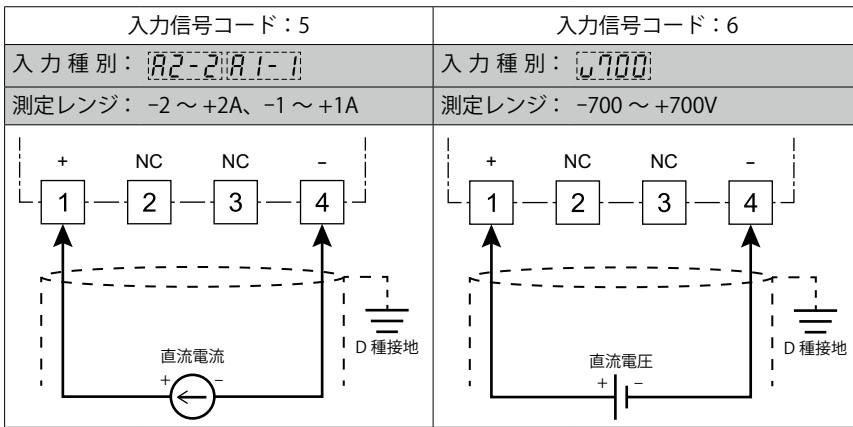 入力信号コード：5
入力種別： A2-2 A1-1
測定レンジ： −2 ～ +2A、−1 ～ +1A
+ NC NC −
1 2 3 4
D 種接地
直流電流
+ −
入力信号コード：6
入力種別： u700
測定レンジ： −700 ～ +700V
+ NC NC −
1 2 3 4
D 種接地
直流電圧
+ −